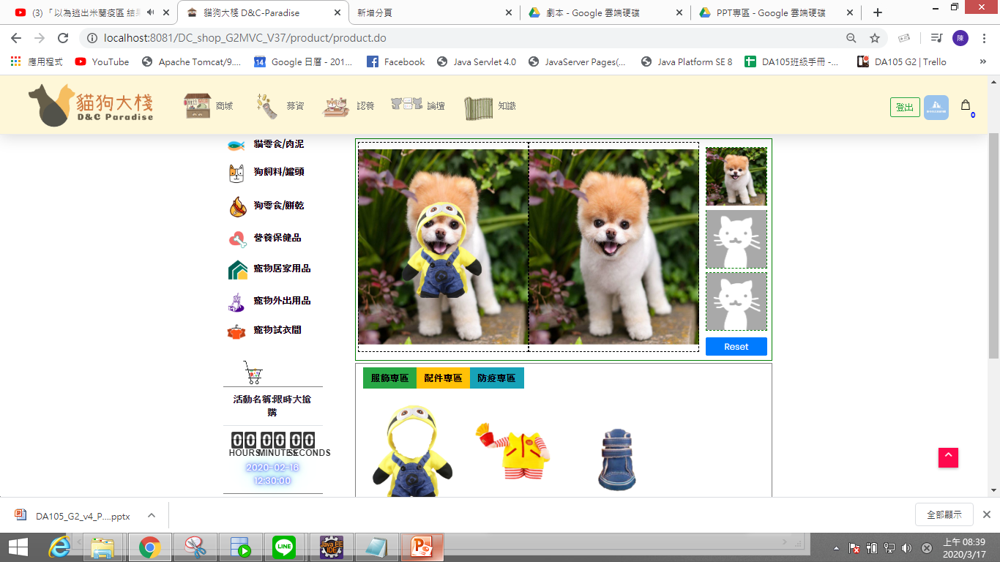 (3) 「以為逃出米蘭疫區 結果
貓狗大棧 D&C-Paradise
新增分頁
劇本 - Google 雲端硬碟
PPT專區 - Google 雲端硬碟
localhost:8081/DC_shop_G2MVC_V37/product/product.do
陳
應用程式
YouTube
Apache Tomcat/9....
Google 日曆 - 201...
Facebook
Java Servlet 4.0
JavaServer Pages(...
Java Platform SE 8
DA105班級手冊 -...
DA105 G2 | Trello
貓狗大棧
D&C Paradise
商城
募資
認養
論壇
知識
登出
0
貓零食/肉泥
狗飼料/罐頭
狗零食/餅乾
營養保健品
寵物居家用品
寵物外出用品
寵物試衣間
Reset
服飾專區
配件專區
防疫專區
活動名稱:限時大搶
購
00 00 00
HOURS MINUTES SECONDS
2020-02-16
12:30:00
DA105_G2_v4_P....pptx
全部顯示
Java EE
IDE
上午 08:39
2020/3/17